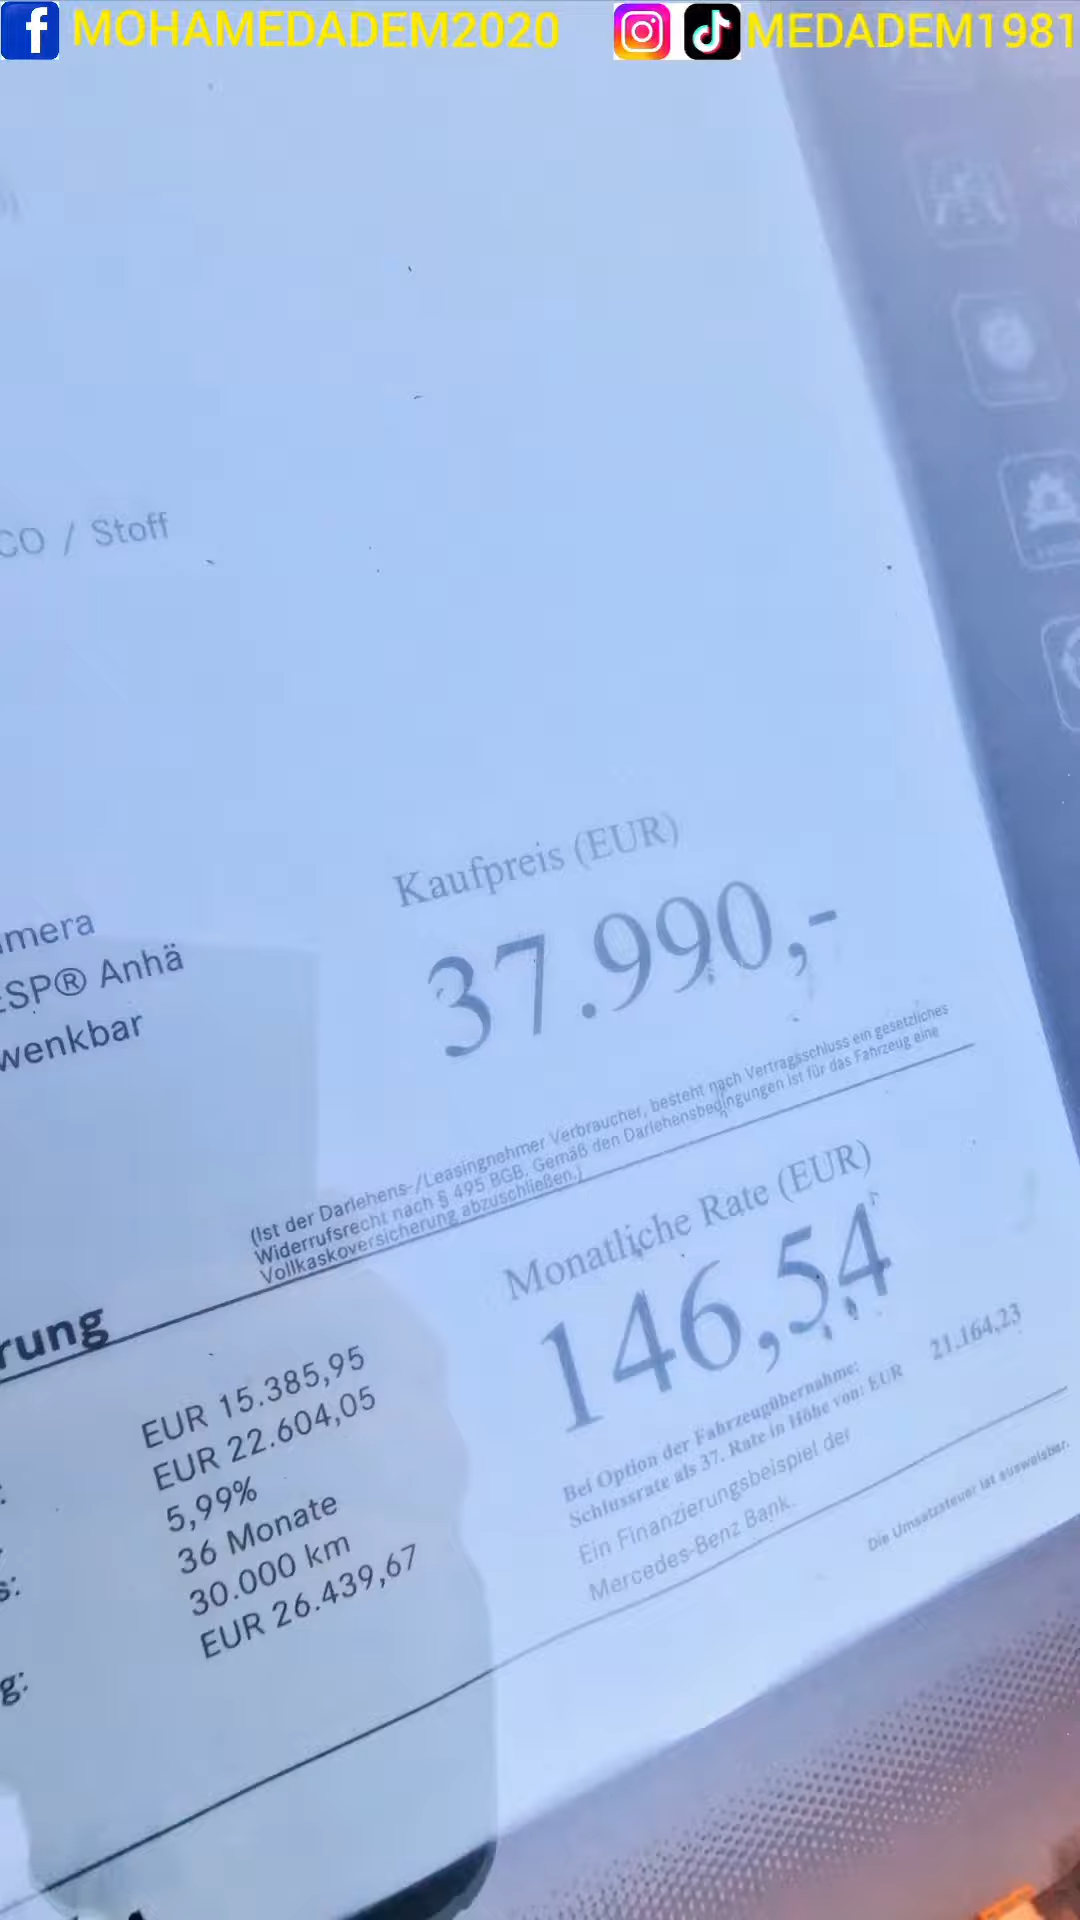 MOHAMEDADEM2020
MEDADEM1981
CO / Stoff
mera
ESP® Anhä
wenkbar
Kaufpreis (EUR)
37.990,-
(Ist der Darlehens-/Leasingnehmer Verbraucher, besteht nach Vertragsschluss ein gesetzliches
Widerrufsrecht nach § 495 BGB. Gemäß den Darlehensbedingungen ist für das Fahrzeug eine
Vollkaskoversicherung abzuschließen.)
Monatliche Rate (EUR)
146,54
Bei Option der Fahrzeugübernahme:
Schlussrate als 37. Rate in Höhe von: EUR 21.164,23
Ein Finanzierungsbeispiel der
Mercedes-Benz Bank.
Die Umsatzsteuer ist ausweisbar.
rung
EUR 15.385,95
: EUR 22.604,05
5,99%
36 Monate
s: 30.000 km
EUR 26.439,67
g: